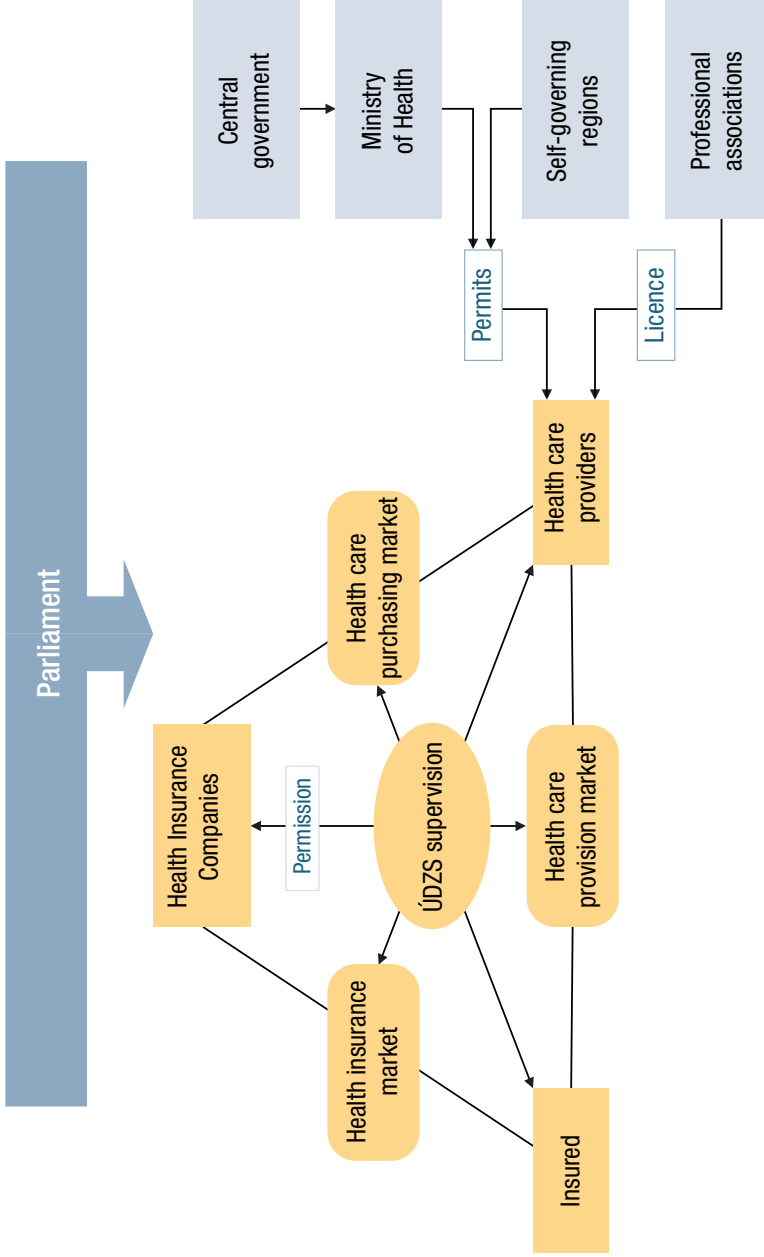 Parliament
Central
government
Health Insurance
Companies
Ministry
of Health
Permission
Health insurance
market
Health care
purchasing market
ÚDZS supervision
Permits
Self-governing
regions
Insured
Health care
provision market
Health care
providers
Licence
Professional
associations